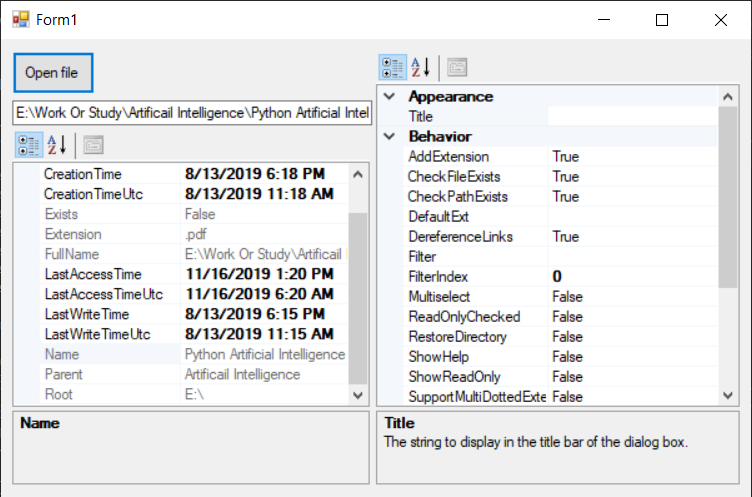 Form1
Open file
E:\Work Or Study\Artificail Intelligence\Python Artificial Intel
CreationTime 8/13/2019 6:18 PM
CreationTimeUtc 8/13/2019 11:18 AM
Exists False
Extension .pdf
FullName E:\Work Or Study\Artificail I
LastAccessTime 11/16/2019 1:20 PM
LastAccessTimeUtc 11/16/2019 6:20 AM
LastWriteTime 8/13/2019 6:15 PM
LastWriteTimeUtc 8/13/2019 11:15 AM
Name Python Artificial Intelligence
Parent Artificail Intelligence
Root E:\
Name
Appearance
Title
Behavior
AddExtension True
CheckFileExists True
CheckPathExists True
DefaultExt
DereferenceLinks True
Filter
FilterIndex 0
Multiselect False
ReadOnlyChecked False
RestoreDirectory False
ShowHelp False
ShowReadOnly False
SupportMultiDottedExte False
Title
The string to display in the title bar of the dialog box.